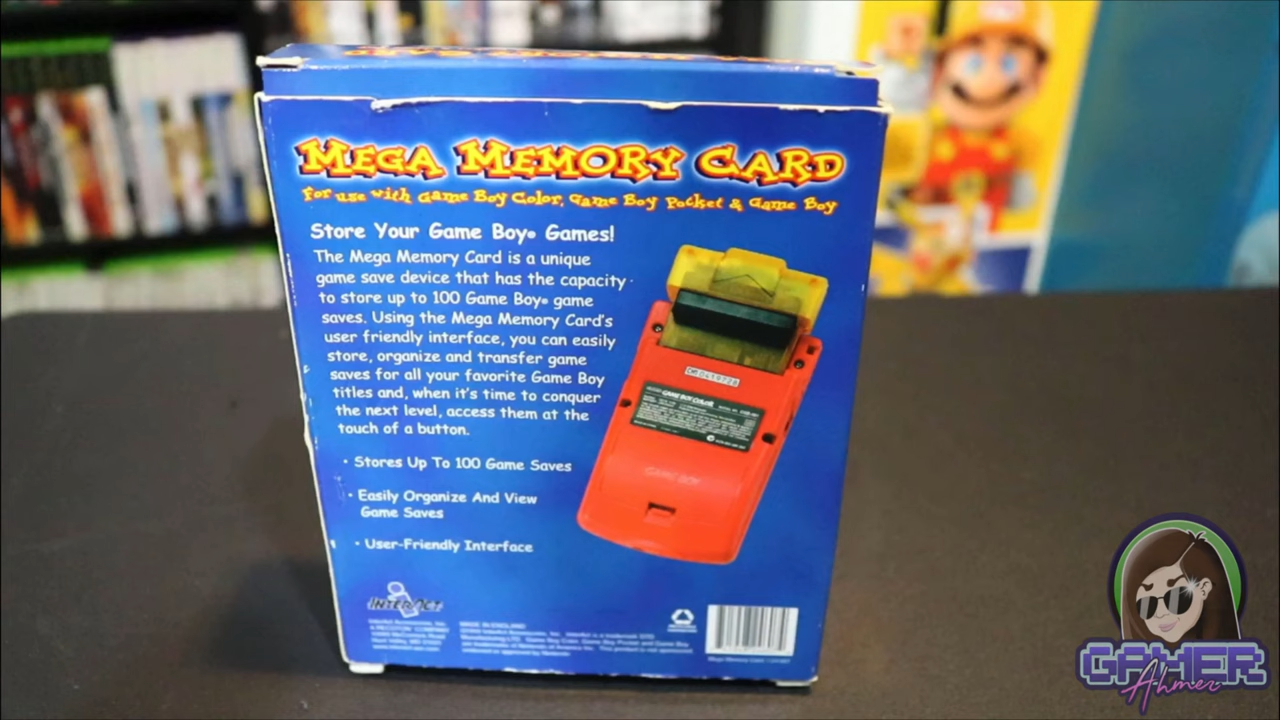 MEGA MEMORY CARD
For use with Game Boy Color, Game Boy Pocket & Game Boy
Store Your Game Boy® Games!
The Mega Memory Card is a unique
game save device that has the capacity
to store up to 100 Game Boy® game
saves. Using the Mega Memory Card's
user friendly interface, you can easily
store, organize and transfer game
saves for all your favorite Game Boy
titles and, when it's time to conquer
the next level, access them at the
touch of a button.
• Stores Up To 100 Game Saves
• Easily Organize And View
Game Saves
• User-Friendly Interface
GAME BOY COLOR
GAME BOY
INTERACT
InterAct Accessories, Inc.
MADE IN ENGLAND
GAMER
Ahmer